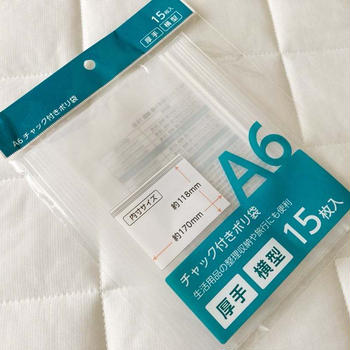 A6 チャック付きポリ袋
15枚入
厚手 横型
内寸サイズ
約118mm
約170mm
A6
チャック付きポリ袋
生活用品の整理収納や旅行にも便利
厚手 横型 15枚入